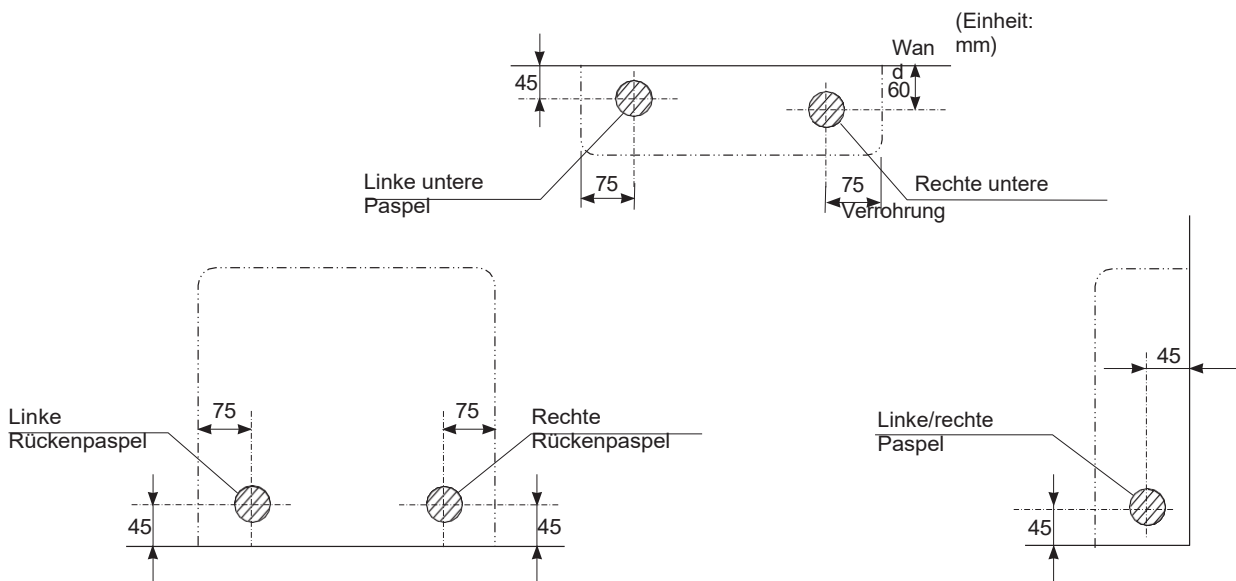 (Einheit:
mm)
Wan
d
45
60
Linke untere
Paspel
75
75
Rechte untere
Verrohrung
Linke
Rückenpaspel
75
75
Rechte
Rückenpaspel
45
45
45
Linke/rechte
Paspel
45